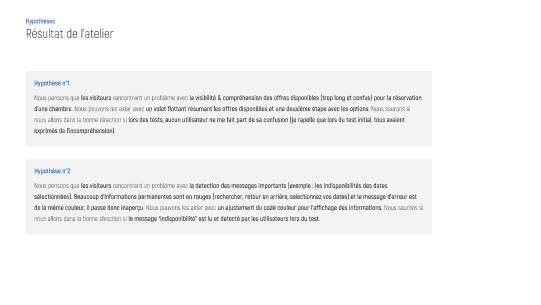 Hypothèses
Résultat de l'atelier
Hypothèse n°1
Nous pensons que les visiteurs rencontrent un problème avec la visibilité & compréhension des offres disponibles (trop long et confus) pour la réservation
d'une chambre. Nous pouvons les aider avec un volet flottant résumant les offres disponibles et une deuxième étape avec les options. Nous saurons si
nous allons dans la bonne direction si lors des tests, aucun utilisateur ne me fait part de sa confusion (je rapelle que lors du test initial, tous avaient
exprimés de l'incompréhension).
Hypothèse n°2
Nous pensons que les visiteurs rencontrent un problème avec la detection des messages importants (exemple : les indisponibilités des dates
sélectionnées). Beaucoup d'informations permanentes sont en rouges (rechercher, retour en arrière, selectionnez vos dates) et le message d'erreur est
de la même couleur, il passe donc inaperçu. Nous pouvons les aider avec un ajustement du code couleur pour l'affichage des informations. Nous saurons si
nous allons dans la bonne direction si le message "indisponibilité" est lu et detecté par les utilisateurs lors du test.